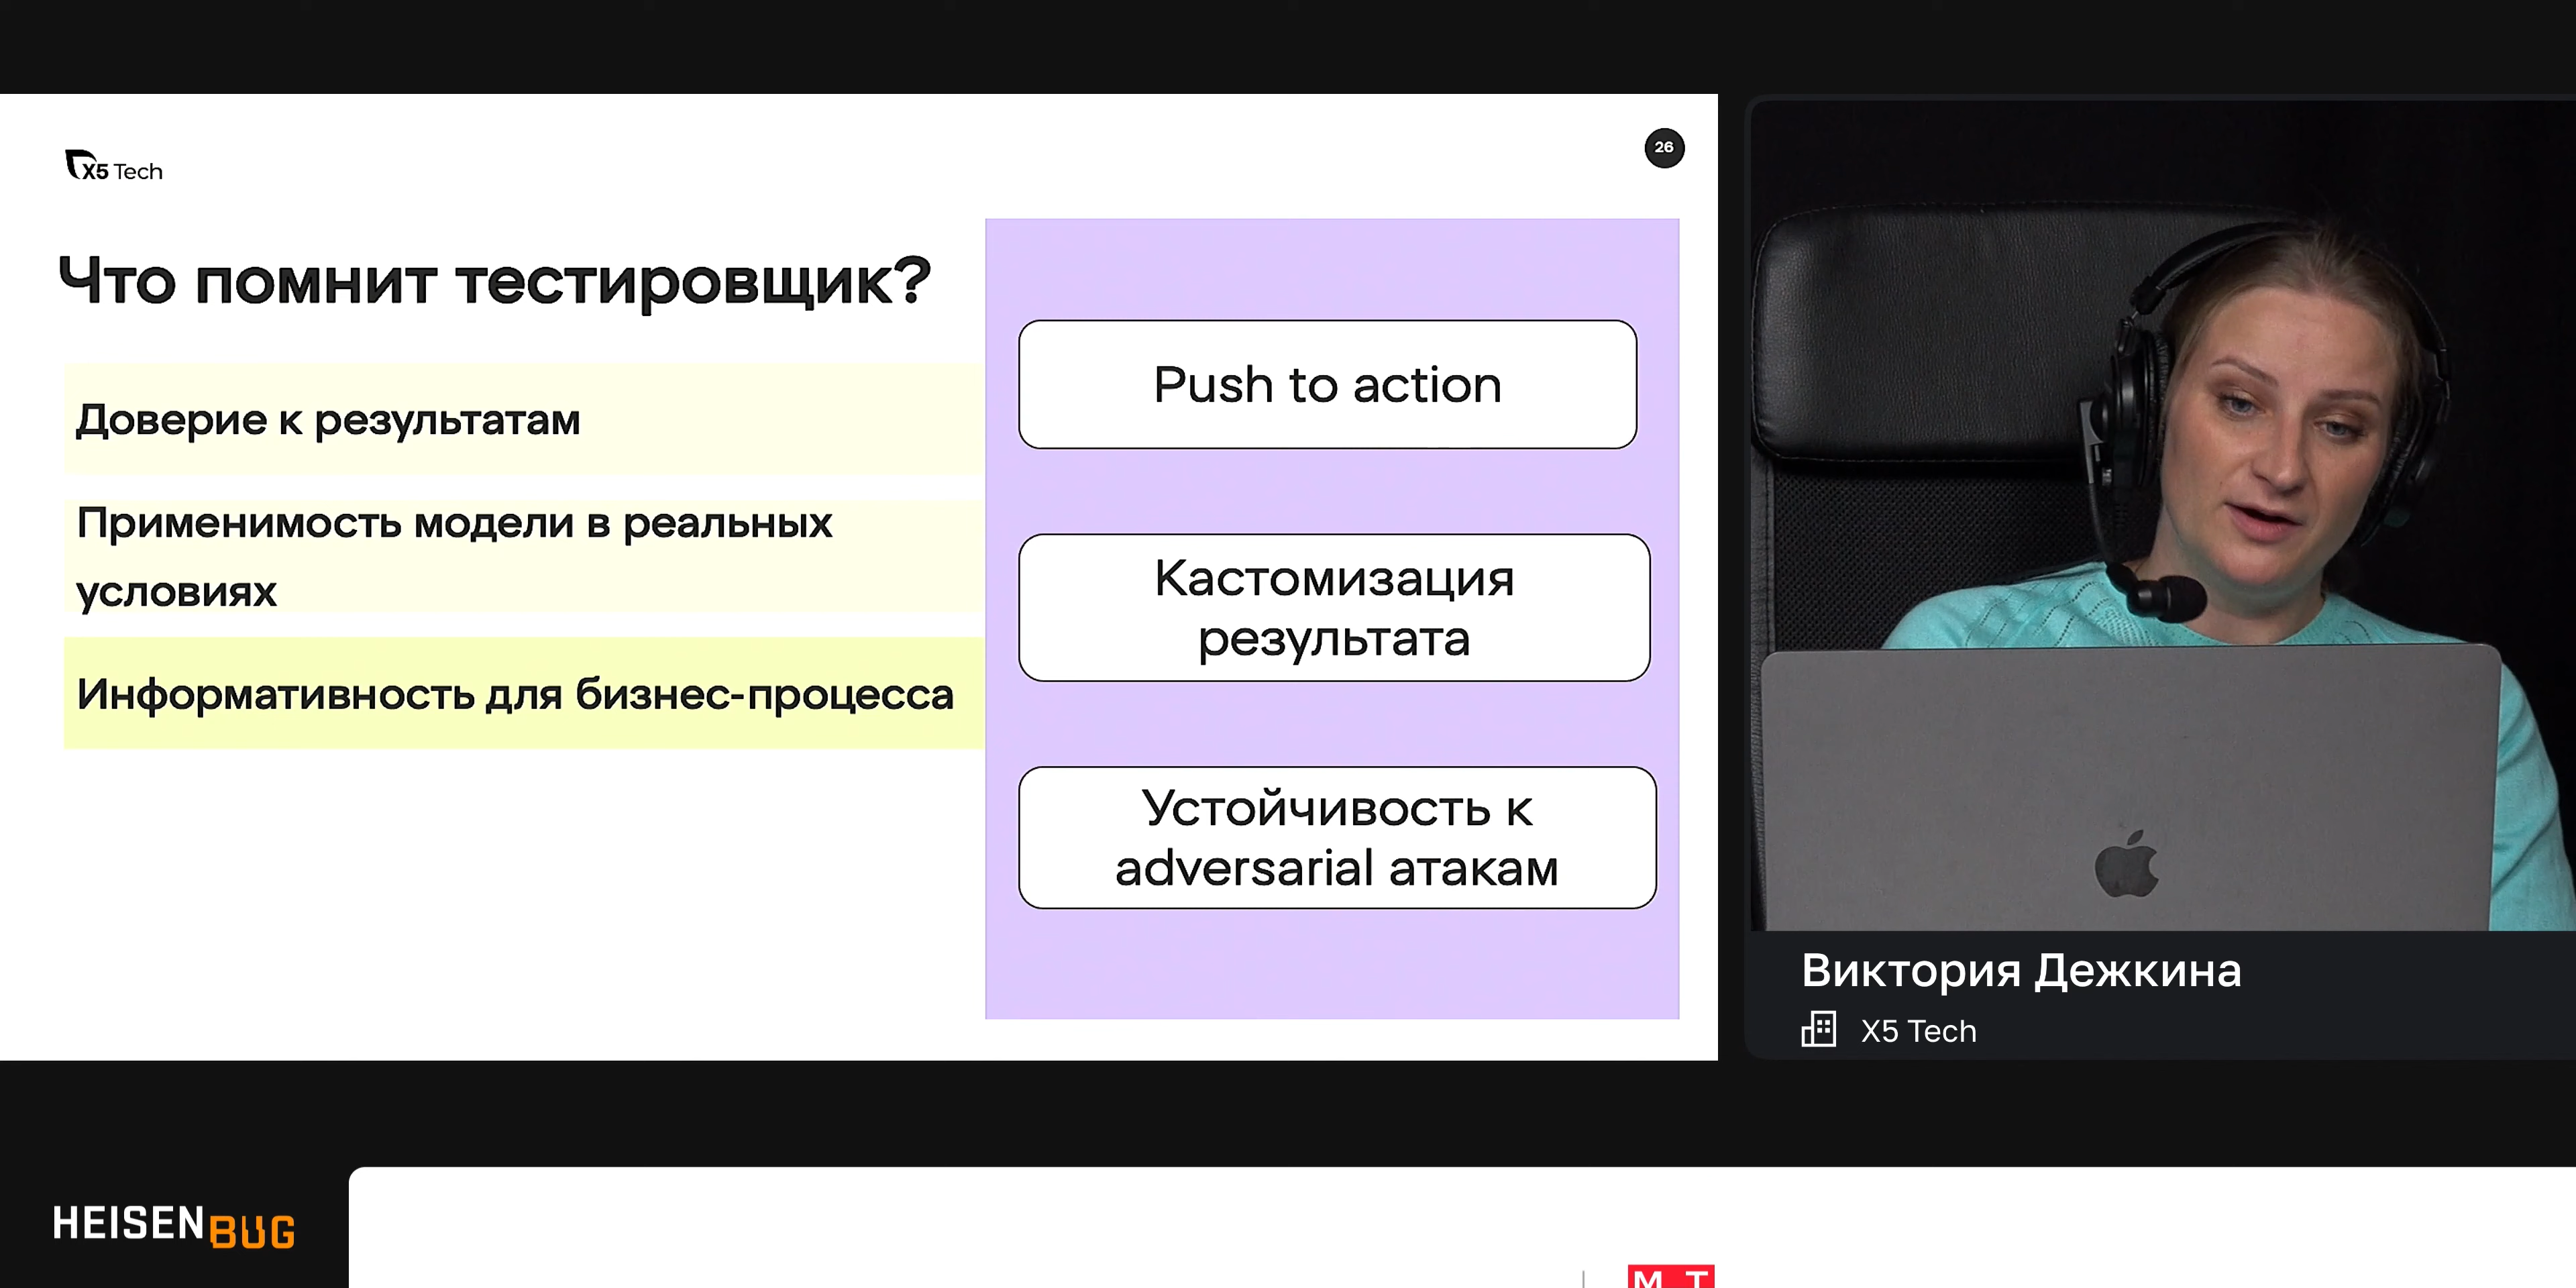 X5 Tech
26
Что помнит тестировщик?
Доверие к результатам
Применимость модели в реальных
условиях
Информативность для бизнес-процесса
Push to action
Кастомизация
результата
Устойчивость к
adversarial атакам
Виктория Дежкина
X5 Tech
HEISENBUG
М Т